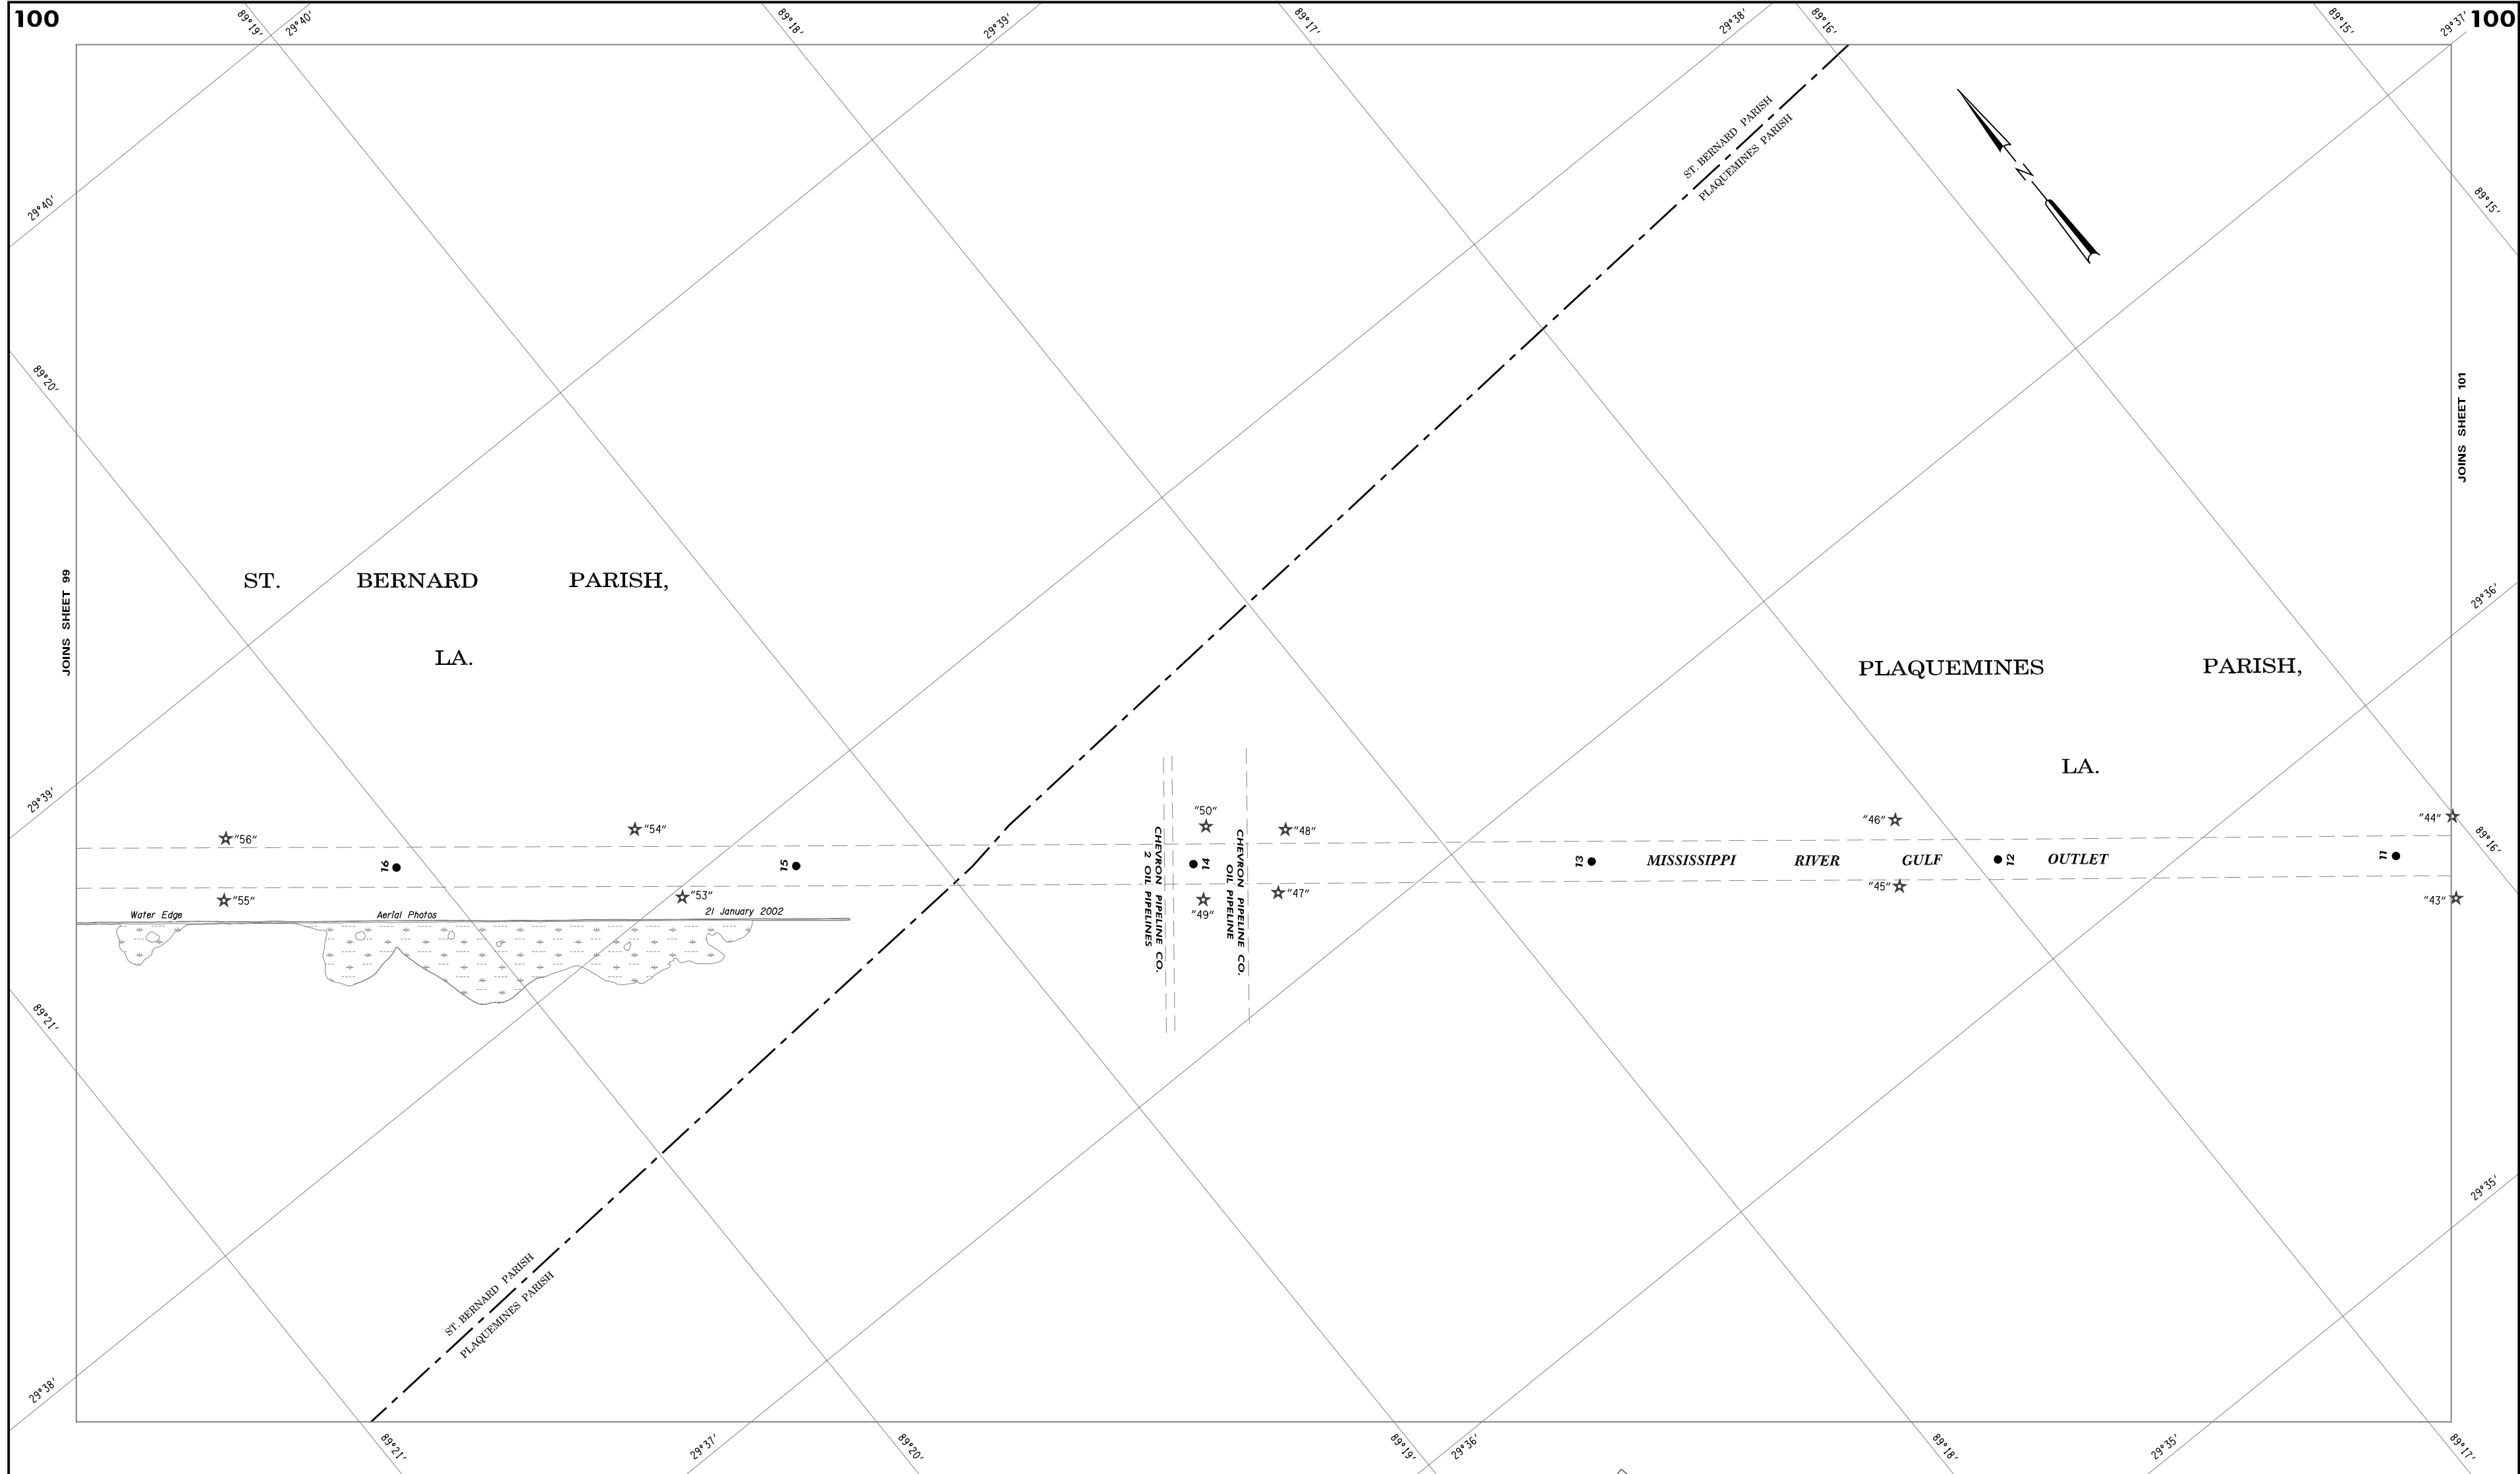 100
89°19′
29°40′
89°18′
29°39′
89°17′
29°38′
89°16′
89°15′
29°37′
100
ST. BERNARD PARISH
PLAQUEMINES PARISH
N
29°40′
89°15′
89°20′
JOINS SHEET 101
JOINS SHEET 99
ST. BERNARD PARISH,
LA.
29°36′
PLAQUEMINES PARISH,
LA.
29°39′
"56"
"54"
"50"
"48"
"46"
"44"
89°16′
16
15
CHEVRON PIPELINE CO.
2 OIL PIPELINES
14
CHEVRON PIPELINE CO.
OIL PIPELINE
13
MISSISSIPPI RIVER GULF OUTLET
12
11
"55"
"53"
"49"
"47"
"45"
"43"
Water Edge
Aerial Photos
21 January 2002
89°21′
29°35′
ST. BERNARD PARISH
PLAQUEMINES PARISH
29°38′
89°21′
29°37′
89°20′
89°19′
29°36′
89°18′
29°35′
89°17′